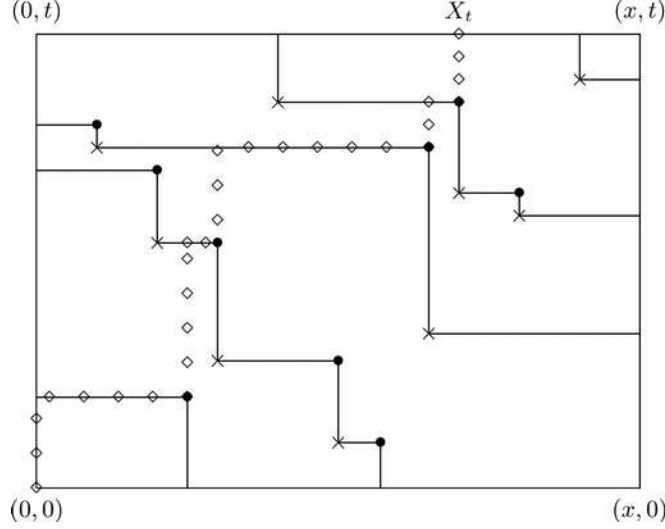 (0, t) X_t (x, t)
(0, 0) (x, 0)